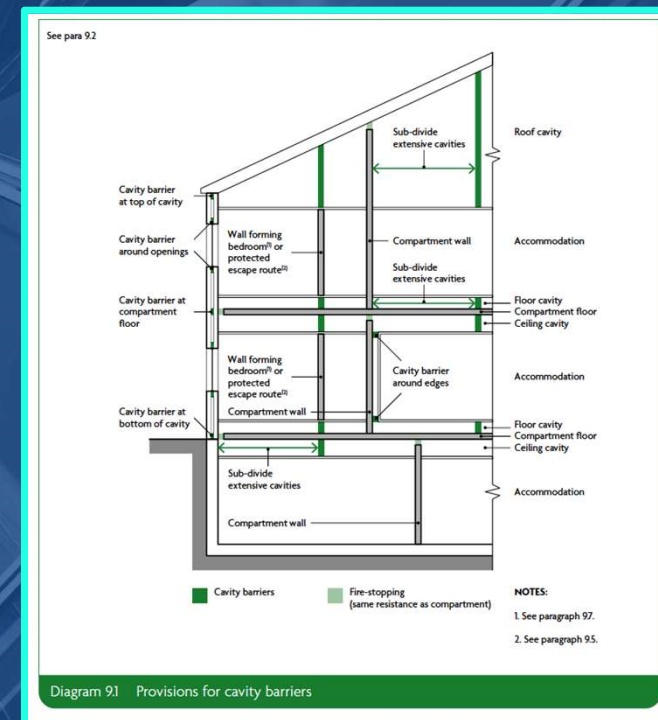 See para 9.2
Sub-divide
extensive cavities
Roof cavity
Cavity barrier
at top of cavity
Cavity barrier
around openings
Wall forming
bedroom[1] or
protected
escape route[2]
Compartment wall
Accommodation
Sub-divide
extensive cavities
Cavity barrier at
compartment
floor
Floor cavity
Compartment floor
Ceiling cavity
Wall forming
bedroom[1] or
protected
escape route[2]
Cavity barrier
around edges
Accommodation
Compartment wall
Cavity barrier at
bottom of cavity
Floor cavity
Compartment floor
Ceiling cavity
Sub-divide
extensive cavities
Accommodation
Compartment wall
Cavity barriers
Fire-stopping
(same resistance as compartment)
NOTES:
1. See paragraph 9.7.
2. See paragraph 9.5.
Diagram 9.1 Provisions for cavity barriers